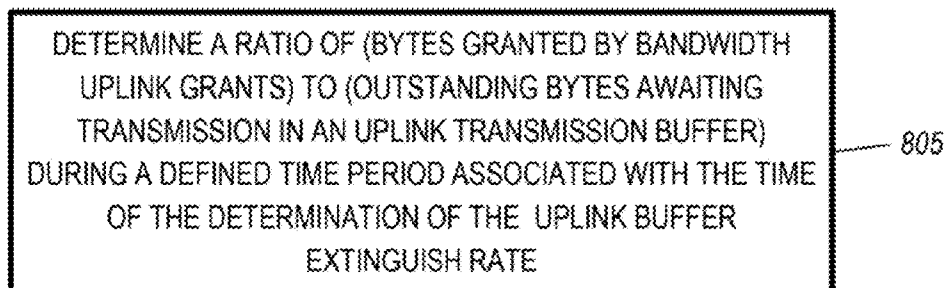 DETERMINE A RATIO OF (BYTES GRANTED BY BANDWIDTH
UPLINK GRANTS) TO (OUTSTANDING BYTES AWAITING
TRANSMISSION IN AN UPLINK TRANSMISSION BUFFER)
DURING A DEFINED TIME PERIOD ASSOCIATED WITH THE TIME
OF THE DETERMINATION OF THE UPLINK BUFFER
EXTINGUISH RATE
805